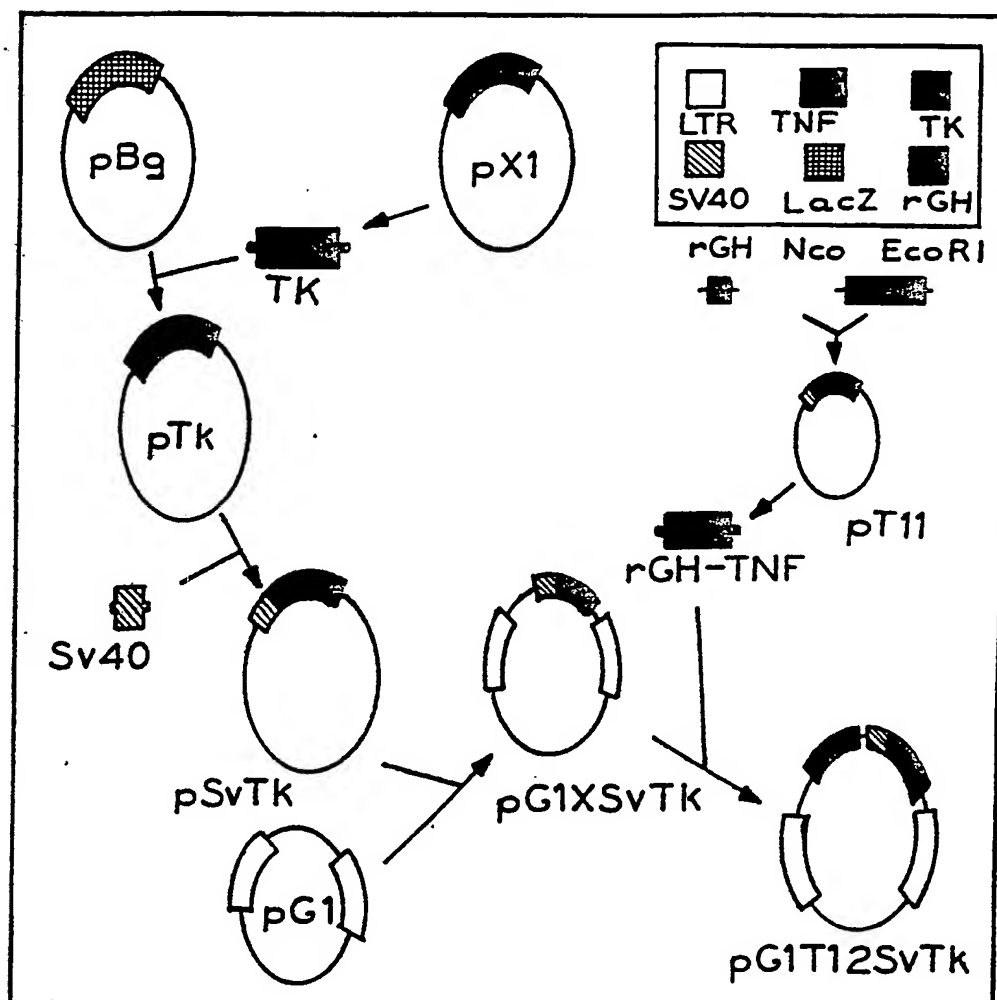 pBg
pX1
LTR TNF TK
SV40 LacZ rGH
rGH Nco EcoRI
TK
pTk
pT11
rGH-TNF
Sv40
pSvTk
pG1XSvTk
pG1
pG1T12SvTk